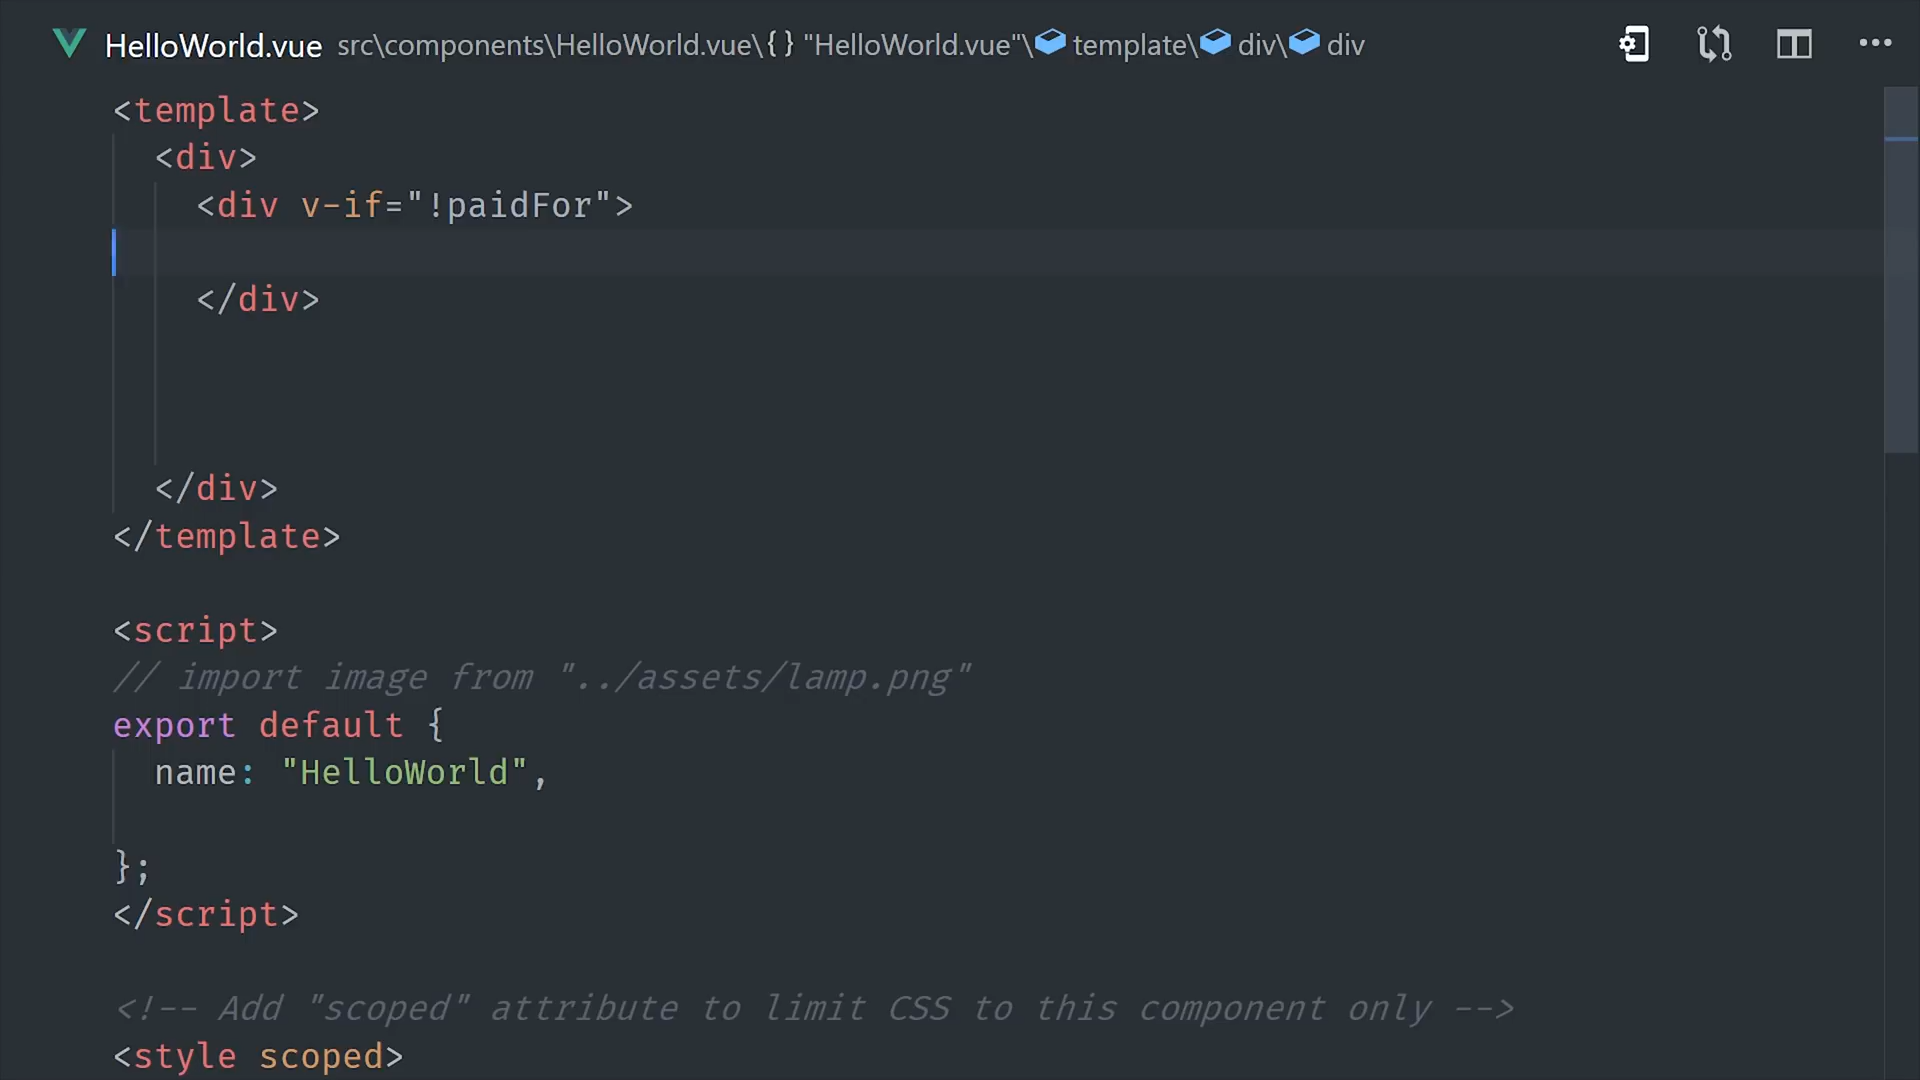 HelloWorld.vue src\components\HelloWorld.vue\{} "HelloWorld.vue"\template\div\div
<template>
<div>
<div v-if="!paidFor">
</div>
</div>
</template>
<script>
// import image from "../assets/lamp.png"
export default {
name: "HelloWorld",
};
</script>
<!-- Add "scoped" attribute to limit CSS to this component only -->
<style scoped>